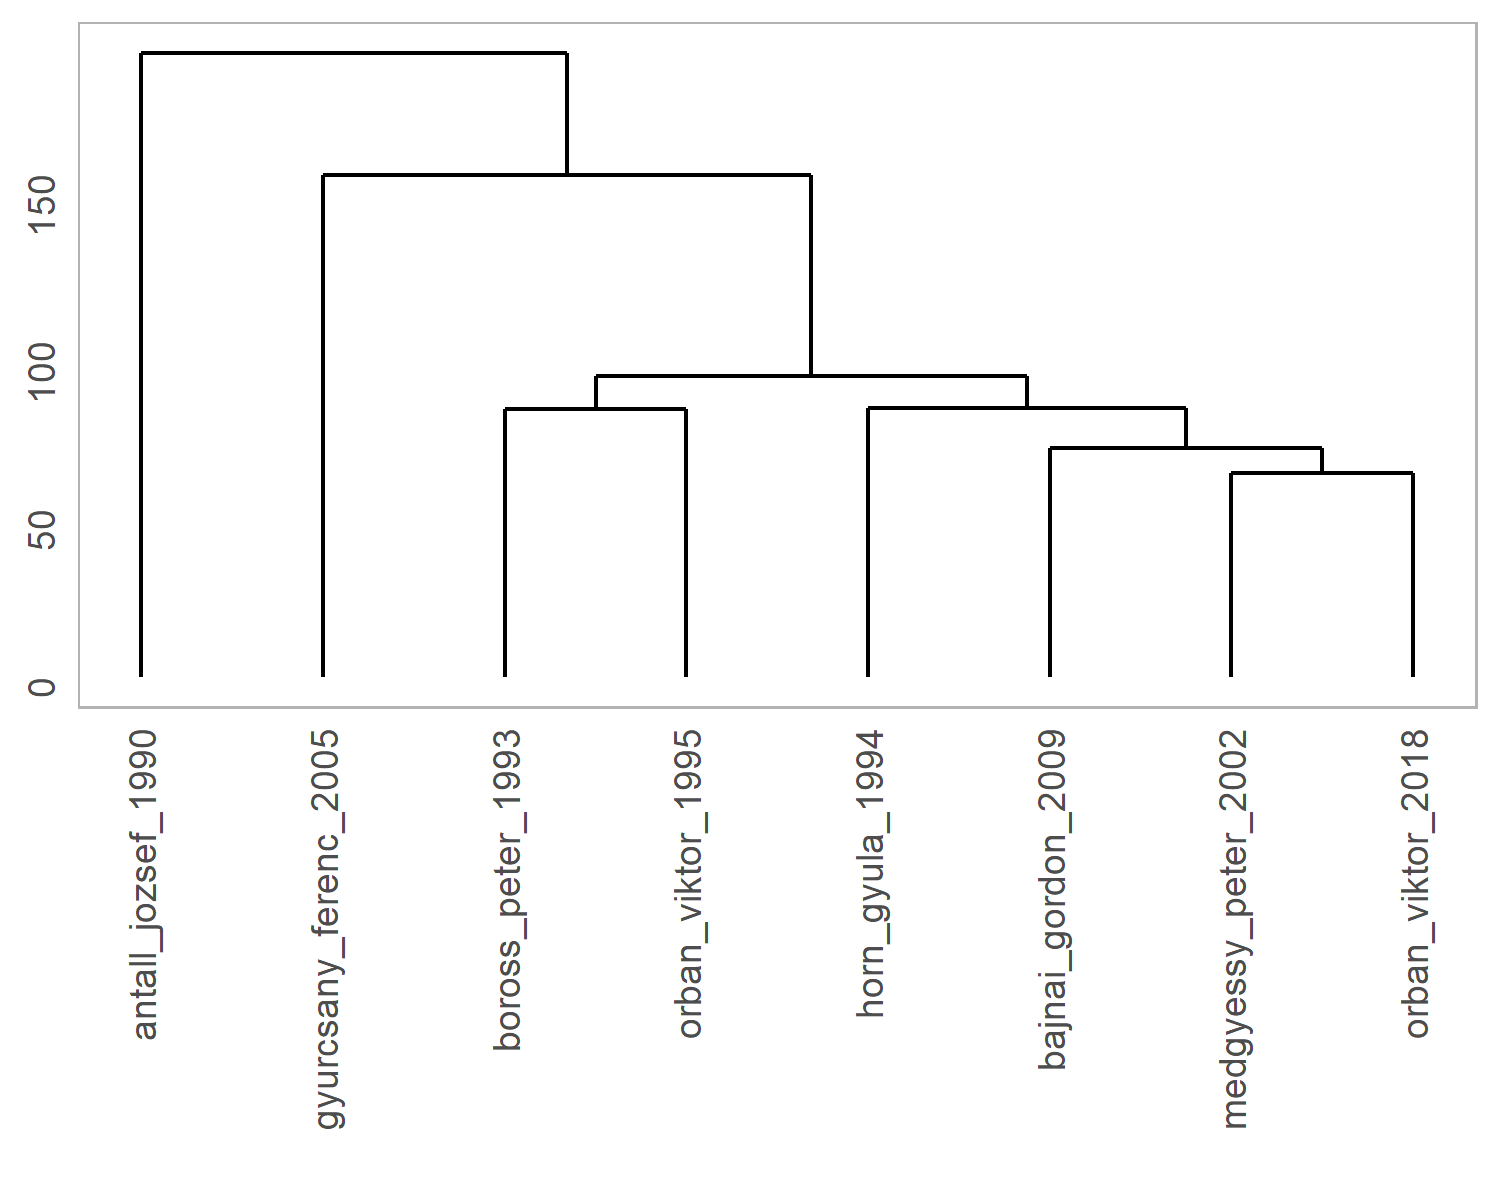 150
100
50
0
antall_jozsef_1990
gyurcsany_ferenc_2005
boross_peter_1993
orban_viktor_1995
horn_gyula_1994
bajnai_gordon_2009
medgyessy_peter_2002
orban_viktor_2018